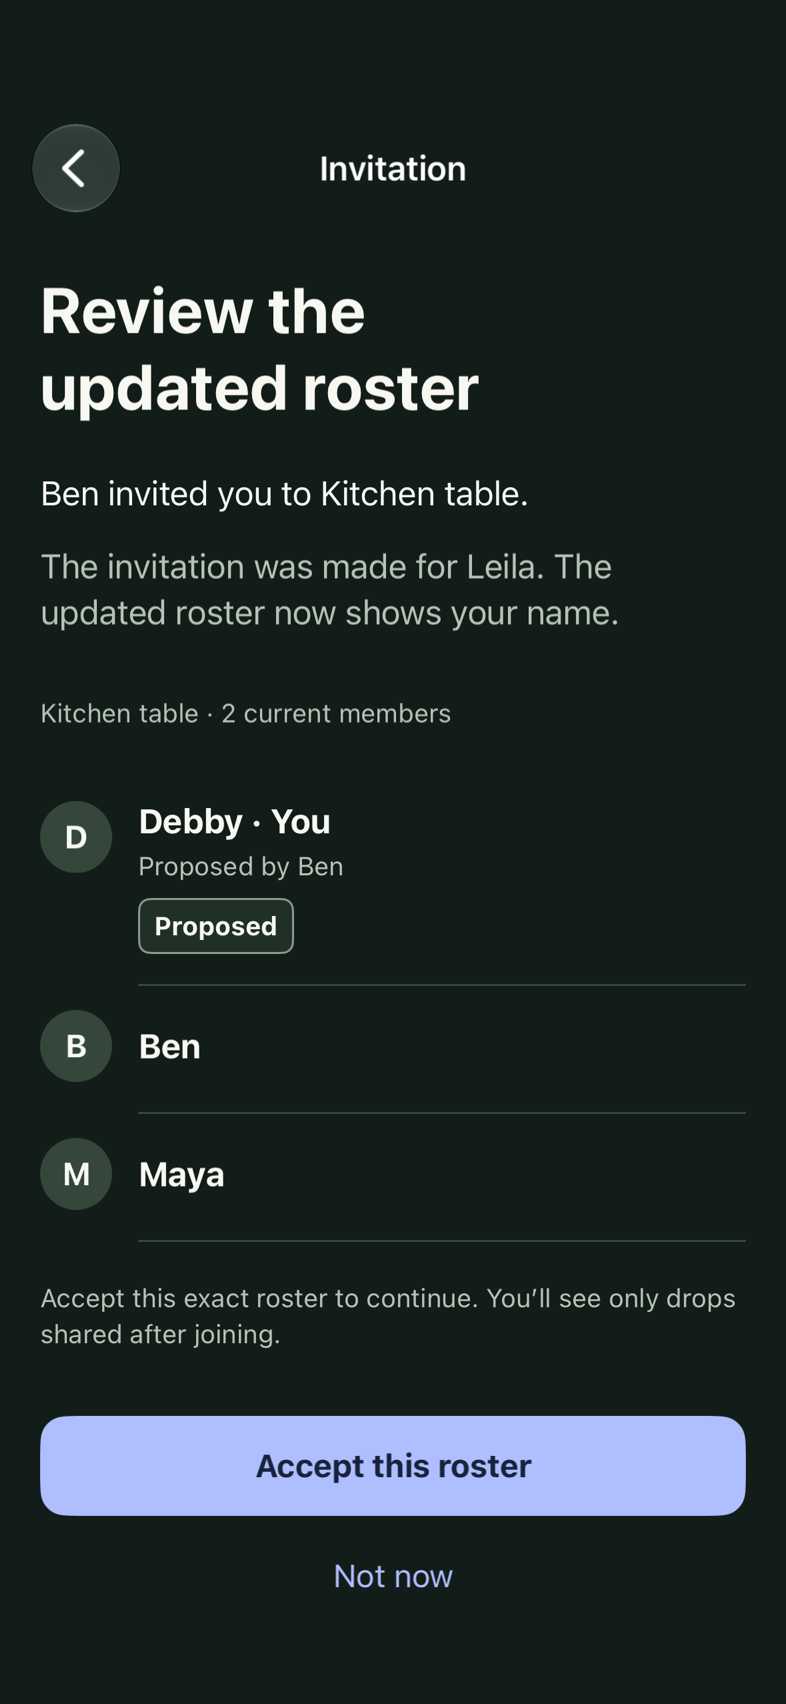 Invitation
Review the
updated roster
Ben invited you to Kitchen table.
The invitation was made for Leila. The
updated roster now shows your name.
Kitchen table · 2 current members
D
Debby · You
Proposed by Ben
Proposed
B
Ben
M
Maya
Accept this exact roster to continue. You’ll see only drops
shared after joining.
Accept this roster
Not now